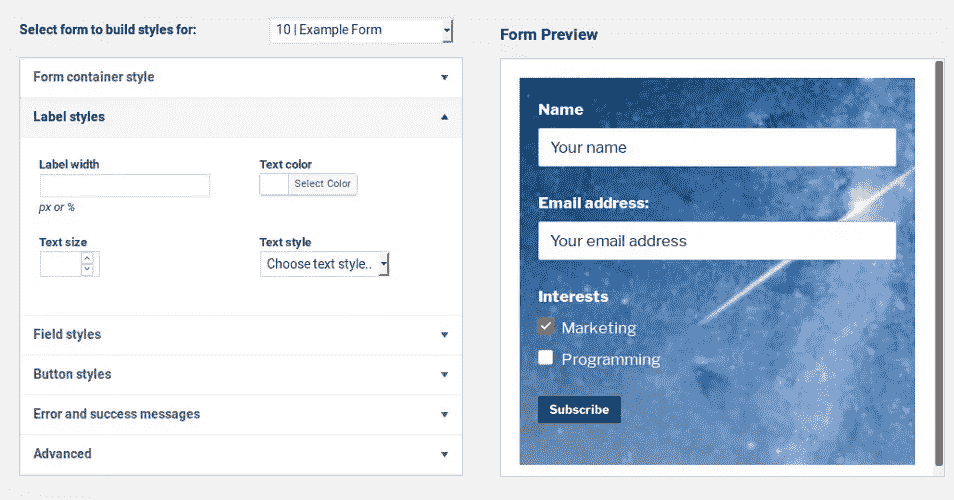 Select form to build styles for:
10 | Example Form
Form container style
Label styles
Label width
Text color
Select Color
px or %
Text size
Text style
Choose text style..
Field styles
Button styles
Error and success messages
Advanced
Form Preview
Name
Your name
Email address:
Your email address
Interests
Marketing
Programming
Subscribe